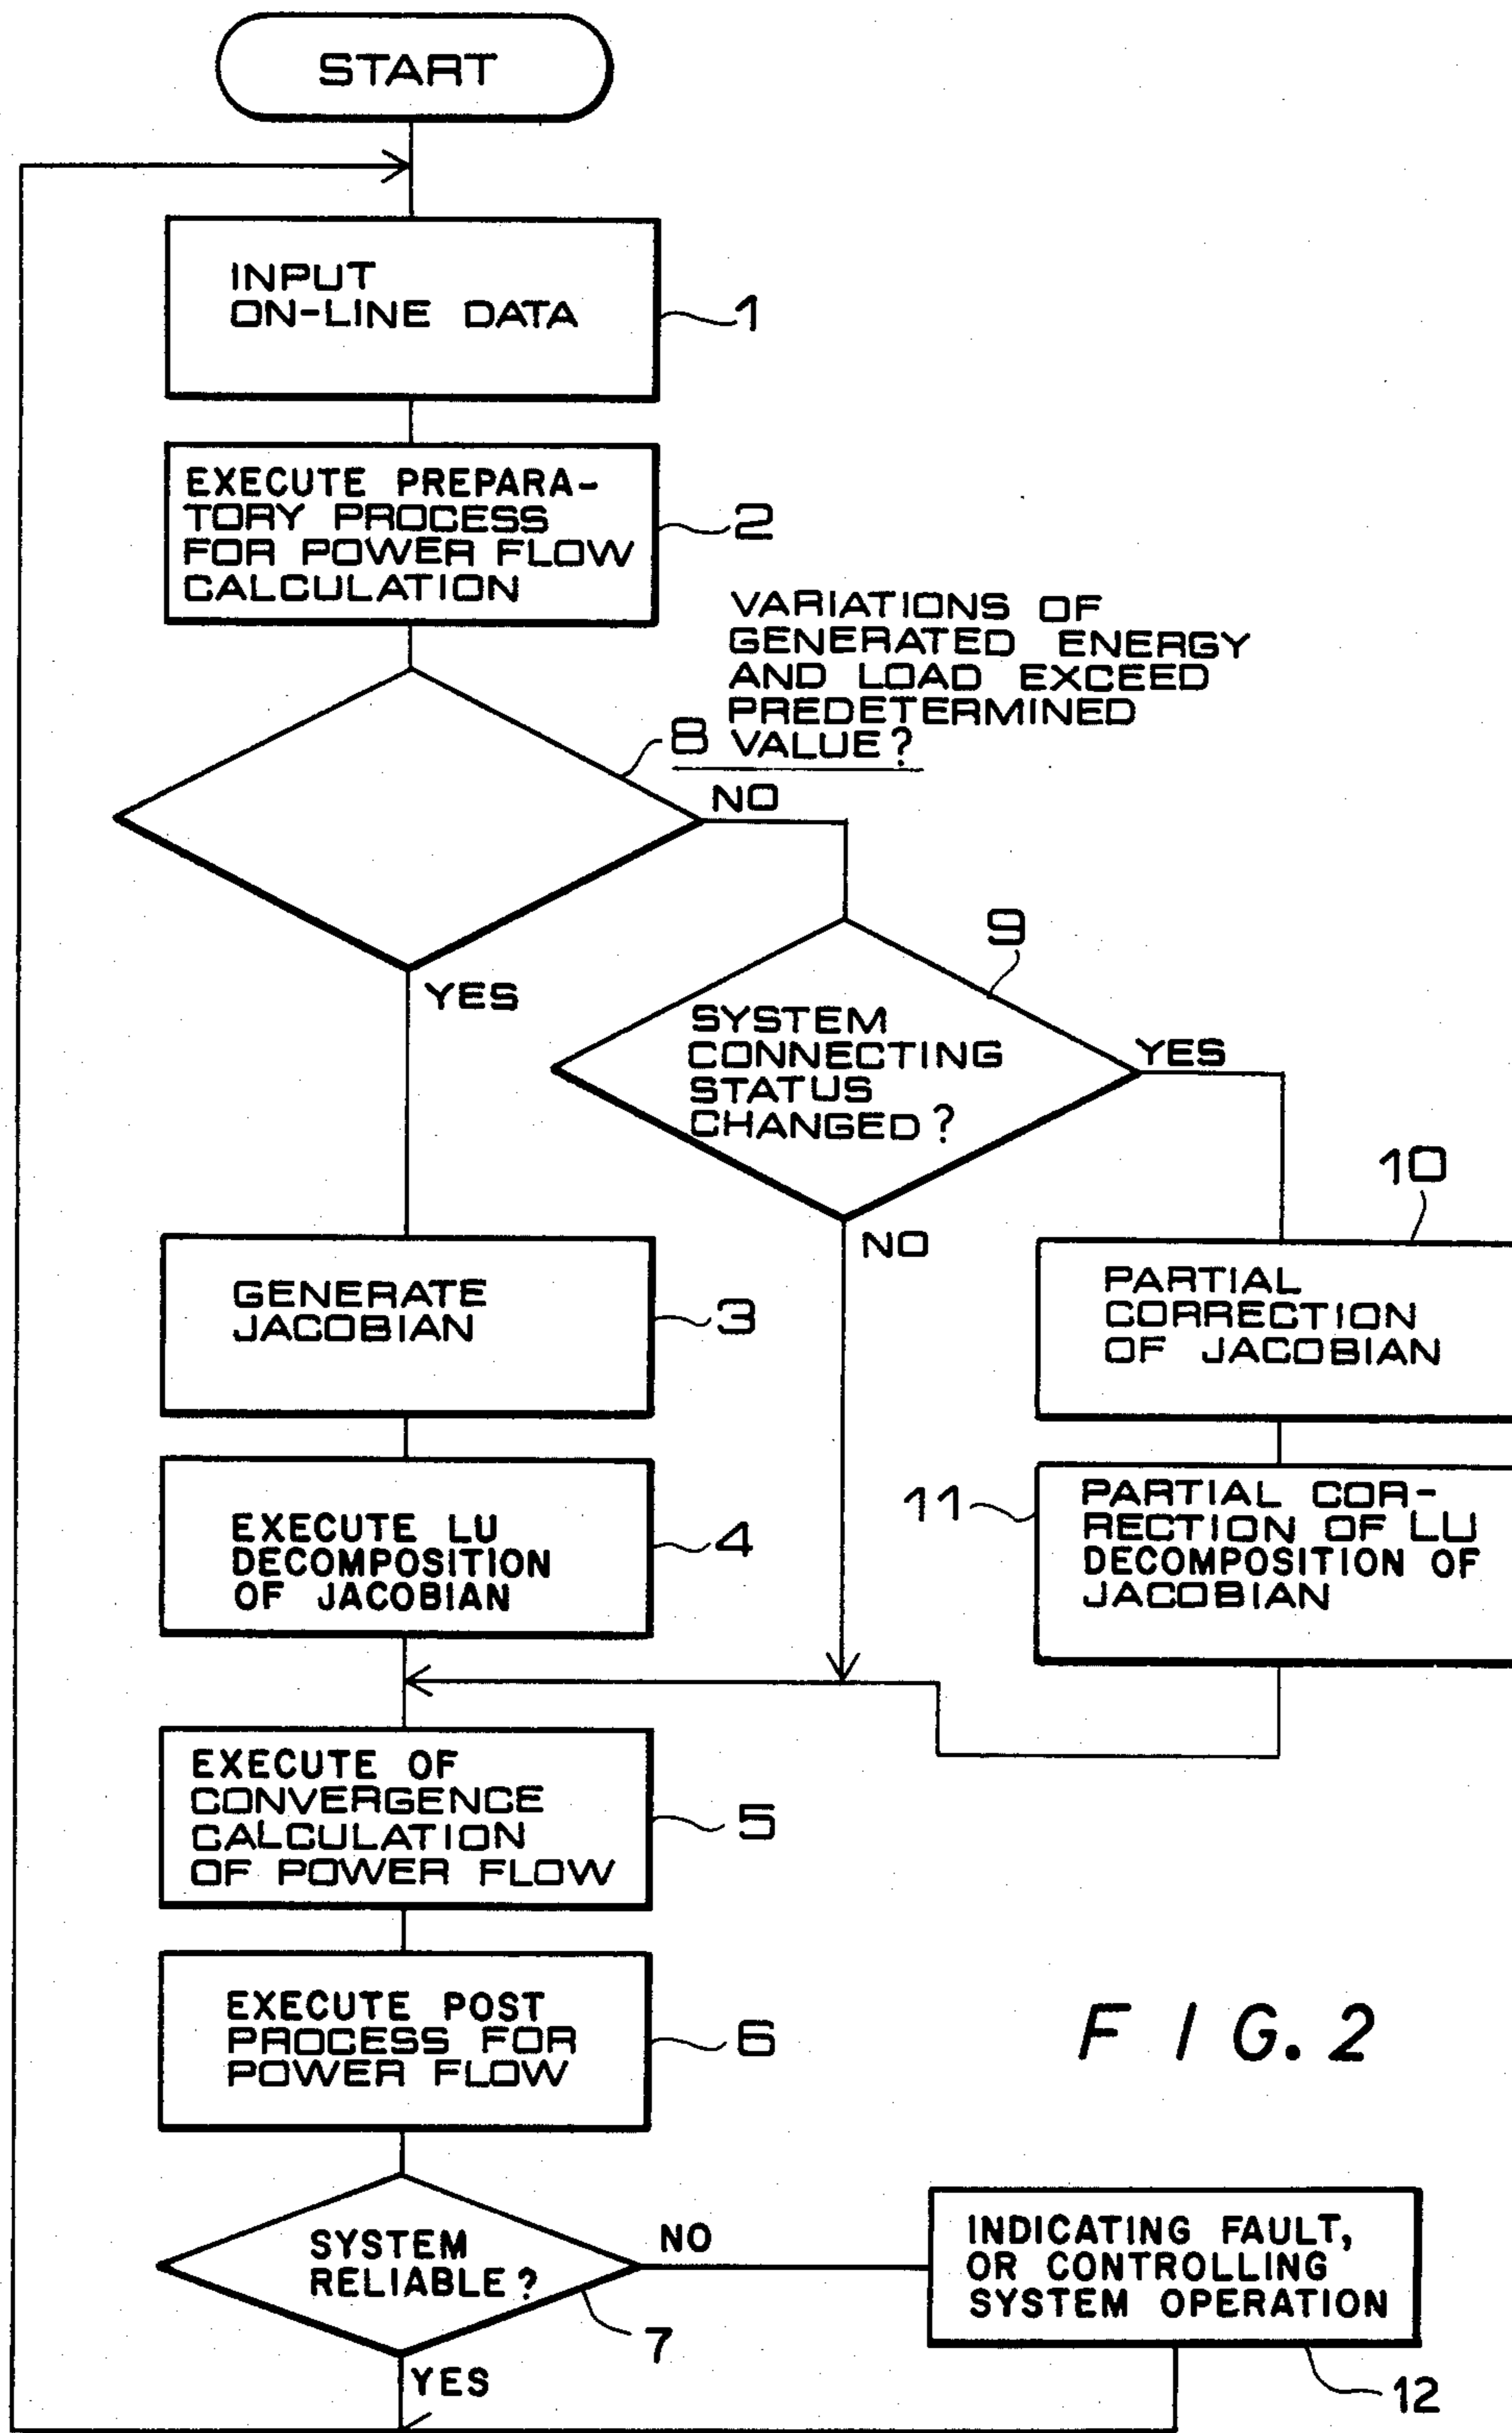 START
INPUT
ON-LINE DATA
1
EXECUTE PREPARA-
TORY PROCESS
FOR POWER FLOW
CALCULATION
2
VARIATIONS OF
GENERATED ENERGY
AND LOAD EXCEED
PREDETERMINED
VALUE?
8
NO
YES
9
SYSTEM
CONNECTING
STATUS
CHANGED?
YES
NO
10
PARTIAL
CORRECTION
OF JACOBIAN
GENERATE
JACOBIAN
3
EXECUTE LU
DECOMPOSITION
OF JACOBIAN
4
11
PARTIAL COR-
RECTION OF LU
DECOMPOSITION OF
JACOBIAN
EXECUTE OF
CONVERGENCE
CALCULATION
OF POWER FLOW
5
EXECUTE POST
PROCESS FOR
POWER FLOW
6
FIG. 2
SYSTEM
RELIABLE?
7
NO
YES
INDICATING FAULT,
OR CONTROLLING
SYSTEM OPERATION
12